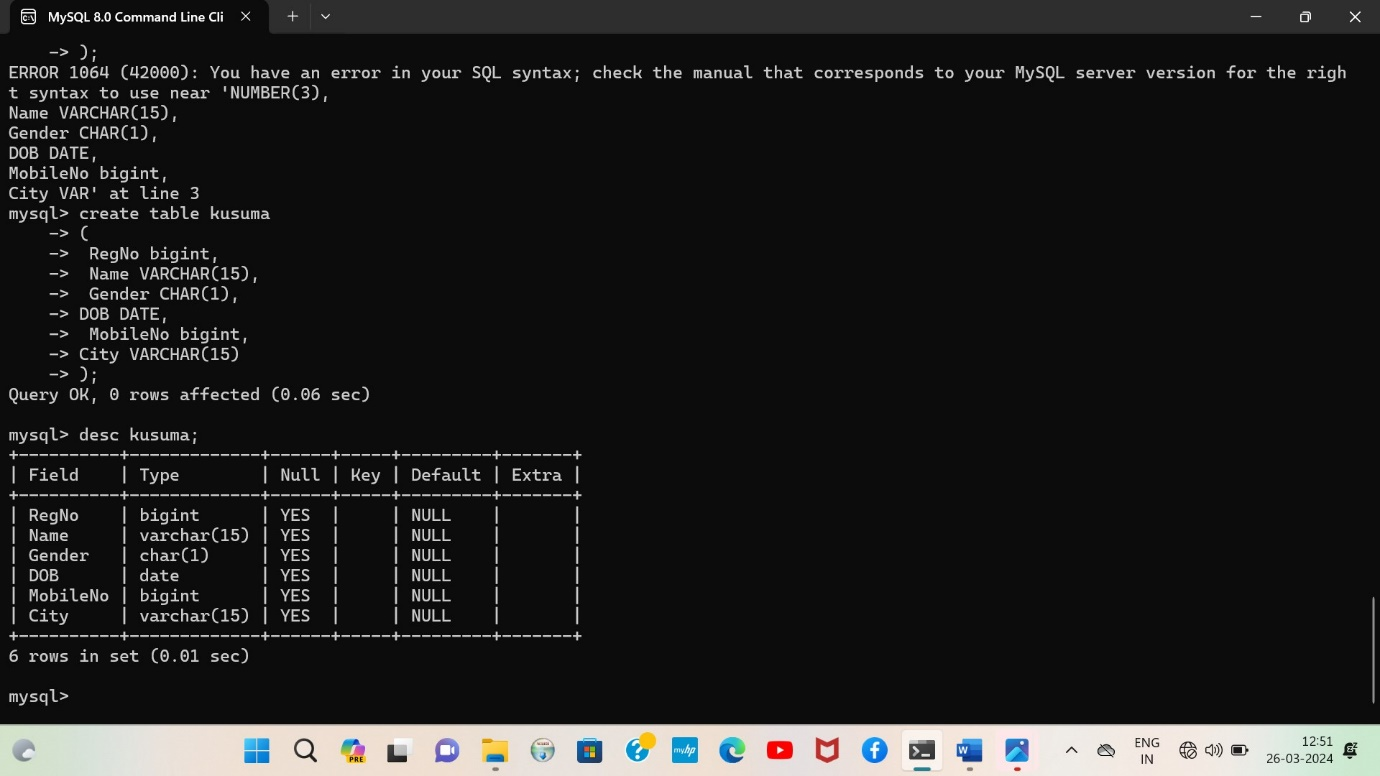 MySQL 8.0 Command Line Cli
-> );
ERROR 1064 (42000): You have an error in your SQL syntax; check the manual that corresponds to your MySQL server version for the righ
t syntax to use near 'NUMBER(3),
Name VARCHAR(15),
Gender CHAR(1),
DOB DATE,
MobileNo bigint,
City VAR' at line 3
mysql> create table kusuma
    -> (
    ->  RegNo bigint,
    ->  Name VARCHAR(15),
    ->  Gender CHAR(1),
    -> DOB DATE,
    ->  MobileNo bigint,
    -> City VARCHAR(15)
    -> );
Query OK, 0 rows affected (0.06 sec)
mysql> desc kusuma;
+----------+-------------+------+-----+---------+-------+
| Field    | Type        | Null | Key | Default | Extra |
+----------+-------------+------+-----+---------+-------+
| RegNo    | bigint      | YES  |     | NULL    |       |
| Name     | varchar(15) | YES  |     | NULL    |       |
| Gender   | char(1)     | YES  |     | NULL    |       |
| DOB      | date        | YES  |     | NULL    |       |
| MobileNo | bigint      | YES  |     | NULL    |       |
| City     | varchar(15) | YES  |     | NULL    |       |
+----------+-------------+------+-----+---------+-------+
6 rows in set (0.01 sec)
mysql>
PRE
myhp
ENG
IN
12:51
26-03-2024